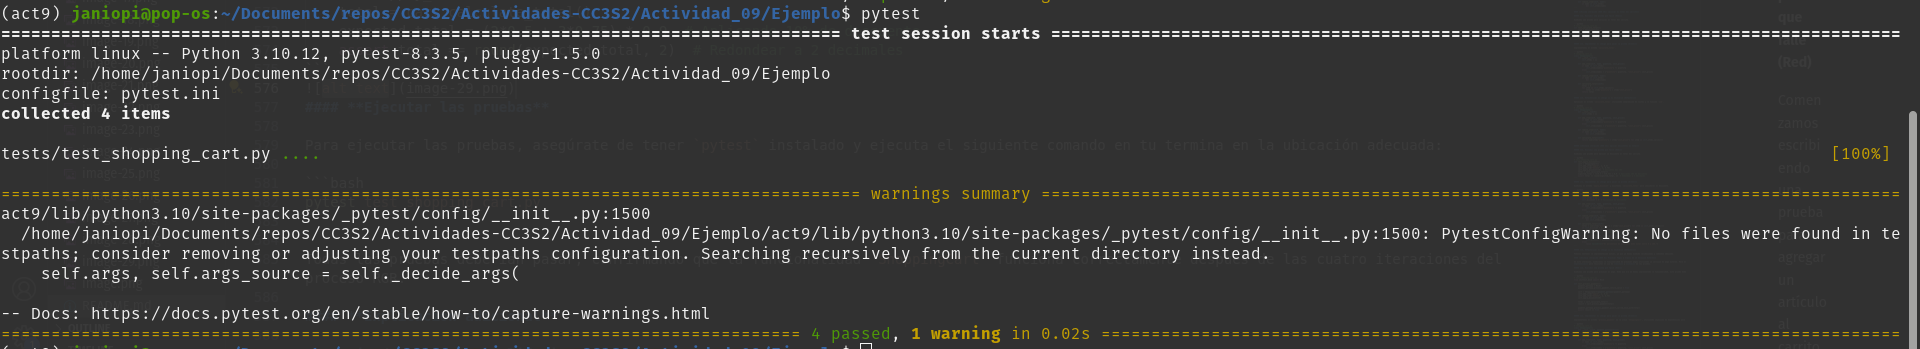 (act9) janiopi@pop-os:~/Documents/repos/CC3S2/Actividades-CC3S2/Actividad_09/Ejemplo$ pytest
==================================================================================== test session starts =====================================================================================
platform linux -- Python 3.10.12, pytest-8.3.5, pluggy-1.5.0
rootdir: /home/janiopi/Documents/repos/CC3S2/Actividades-CC3S2/Actividad_09/Ejemplo
configfile: pytest.ini
collected 4 items
tests/test_shopping_cart.py .... [100%]
====================================================================================== warnings summary ======================================================================================
act9/lib/python3.10/site-packages/_pytest/config/__init__.py:1500
/home/janiopi/Documents/repos/CC3S2/Actividades-CC3S2/Actividad_09/Ejemplo/act9/lib/python3.10/site-packages/_pytest/config/__init__.py:1500: PytestConfigWarning: No files were found in te
stpaths; consider removing or adjusting your testpaths configuration. Searching recursively from the current directory instead.
self.args, self.args_source = self._decide_args(
-- Docs: https://docs.pytest.org/en/stable/how-to/capture-warnings.html
================================================================================ 4 passed, 1 warning in 0.02s ================================================================================